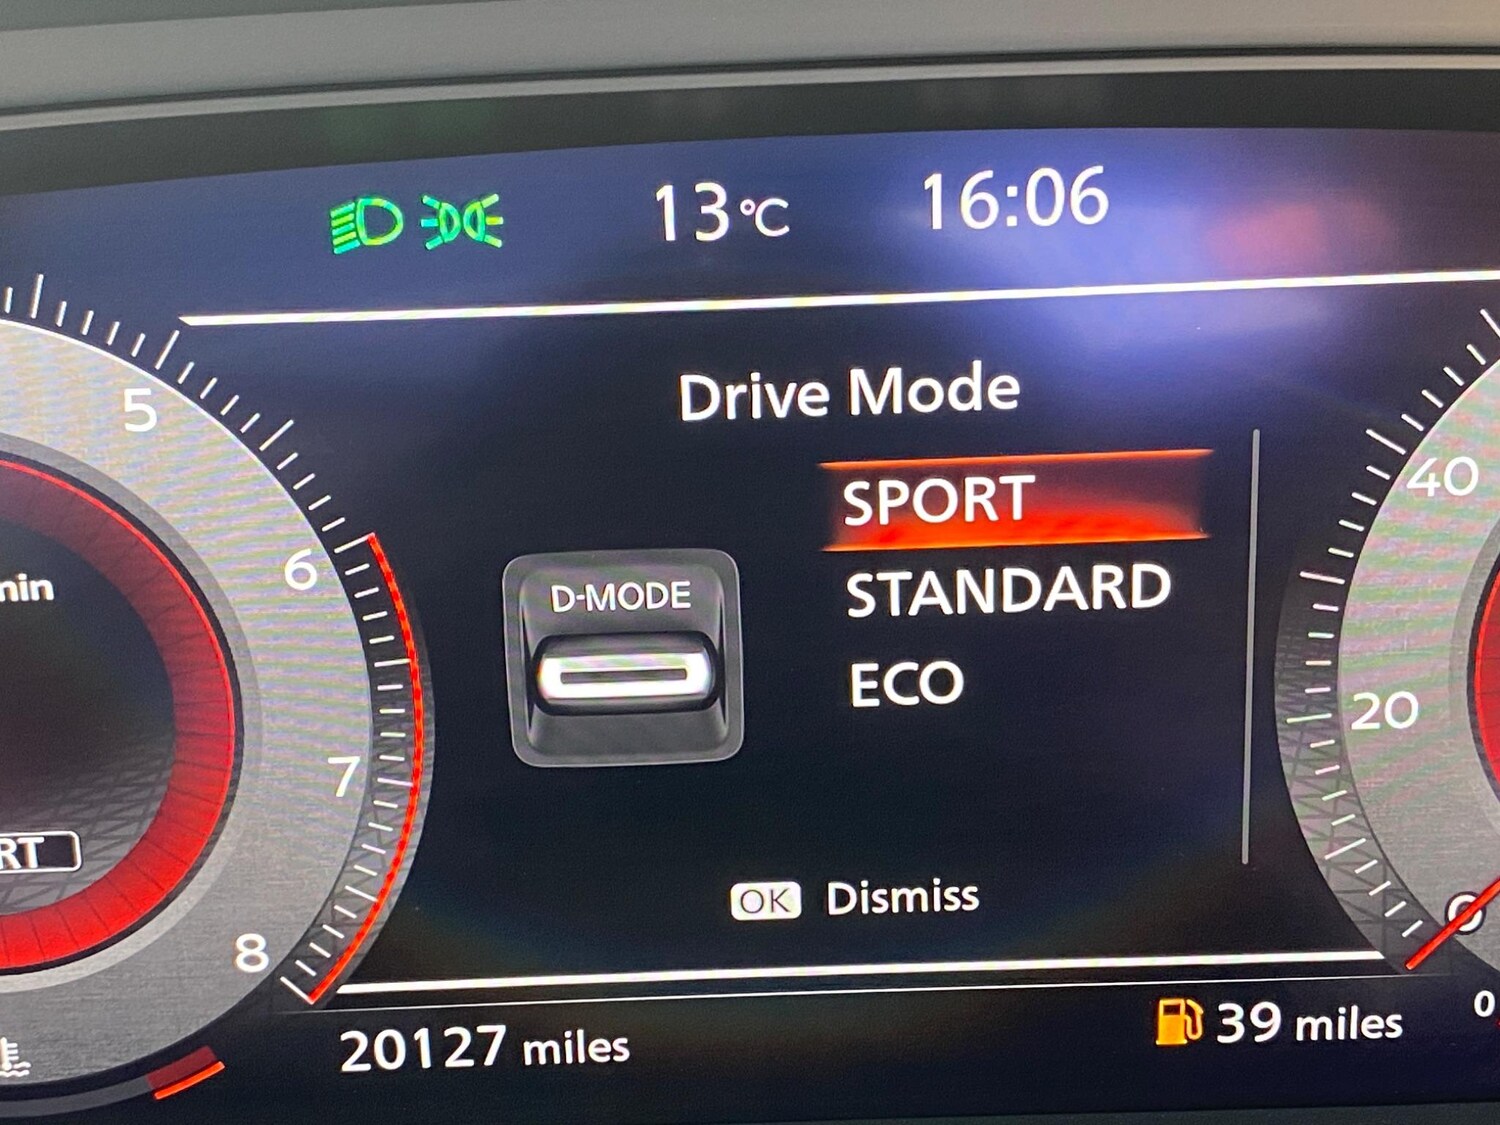 13°C
16:06
5
6
7
8
Drive Mode
D-MODE
SPORT
STANDARD
ECO
OK Dismiss
40
20
0
20127 miles
39 miles
0